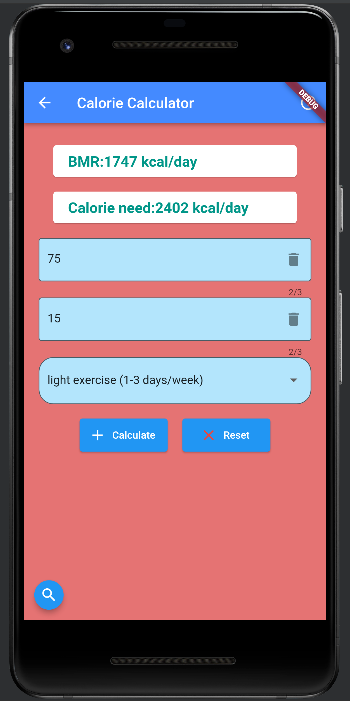 Calorie Calculator
DEBUG
BMR:1747 kcal/day
Calorie need:2402 kcal/day
75
2/3
15
2/3
light exercise (1-3 days/week)
Calculate
Reset